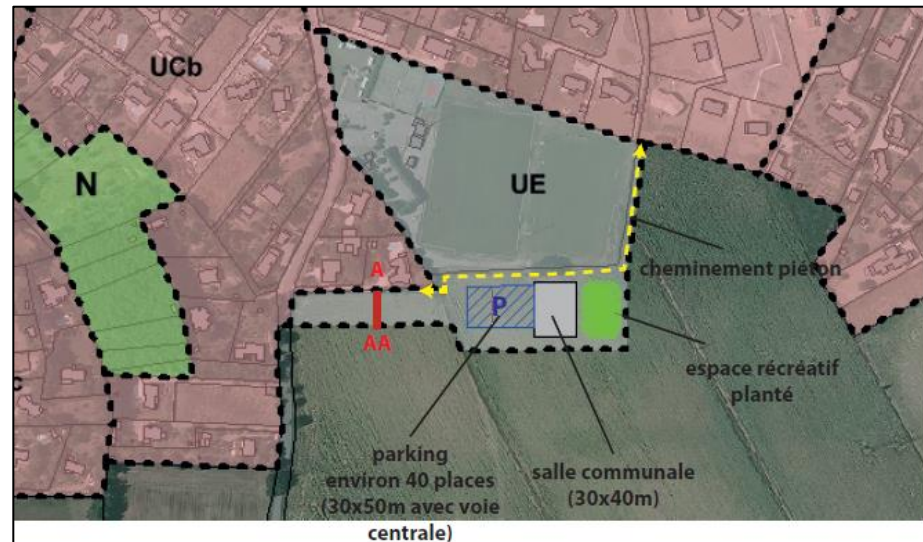 UCb
N
UE
A
AA
P
c
cheminement piéton
espace récréatif
planté
parking
environ 40 places
(30x50m avec voie
centrale)
salle communale
(30x40m)